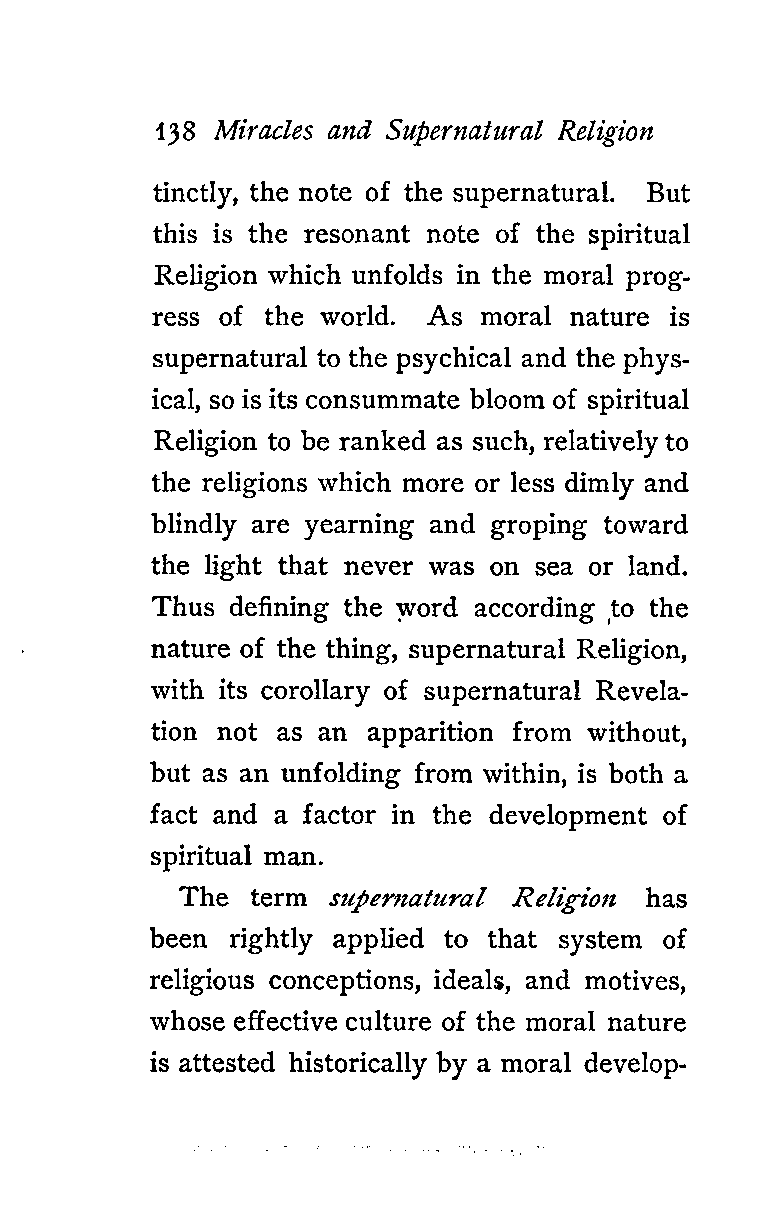 138 Miracles and Supernatural Religion
tinctly, the note of the supernatural. But
this is the resonant note of the spiritual
Religion which unfolds in the moral prog-
ress of the world. As moral nature is
supernatural to the psychical and the phys-
ical, so is its consummate bloom of spiritual
Religion to be ranked as such, relatively to
the religions which more or less dimly and
blindly are yearning and groping toward
the light that never was on sea or land.
Thus defining the word according to the
nature of the thing, supernatural Religion,
with its corollary of supernatural Revela-
tion not as an apparition from without,
but as an unfolding from within, is both a
fact and a factor in the development of
spiritual man.
The term supernatural Religion has
been rightly applied to that system of
religious conceptions, ideals, and motives,
whose effective culture of the moral nature
is attested historically by a moral develop-